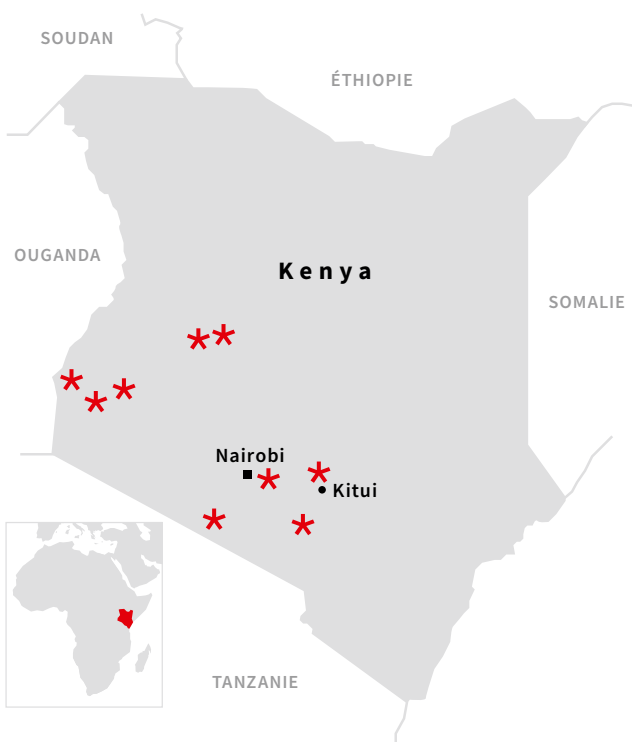 SOUDAN
ÉTHIOPIE
OUGANDA
Kenya
SOMALIE
Nairobi
Kitui
TANZANIE